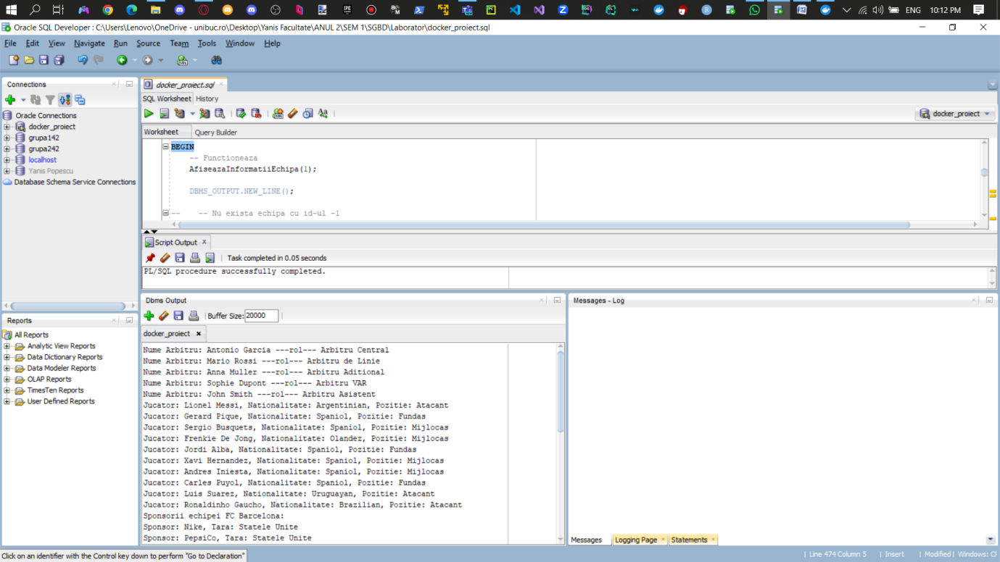 ENG 10:12 PM
Oracle SQL Developer : C:\Users\Lenovo\OneDrive - unibuc.ro\Desktop\Yanis Facultate\ANUL 2\SEM 1\SGBD\Laborator\docker_proiect.sql
File Edit View Navigate Run Source Team Tools Window Help
Connections
Oracle Connections
docker_proiect
grupa142
grupa242
localhost
Yanis Popescu
Database Schema Service Connections
Reports
All Reports
Analytic View Reports
Data Dictionary Reports
Data Modeler Reports
OLAP Reports
TimesTen Reports
User Defined Reports
docker_proiect.sql
SQL Worksheet History
docker_proiect
Worksheet Query Builder
BEGIN
-- Functioneaza
AfiseazaInformatiiEchipa(1);
DBMS_OUTPUT.NEW_LINE();
-- -- Nu exista echipa cu id-ul -1
Script Output
Task completed in 0.05 seconds
PL/SQL procedure successfully completed.
Dbms Output
Buffer Size: 20000
docker_proiect
Nume Arbitru: Antonio Garcia ---rol--- Arbitru Central
Nume Arbitru: Mario Rossi ---rol--- Arbitru de Linie
Nume Arbitru: Anna Muller ---rol--- Arbitru Aditional
Nume Arbitru: Sophie Dupont ---rol--- Arbitru VAR
Nume Arbitru: John Smith ---rol--- Arbitru Asistent
Jucator: Lionel Messi, Nationalitate: Argentinian, Pozitie: Atacant
Jucator: Gerard Pique, Nationalitate: Spaniol, Pozitie: Fundas
Jucator: Sergio Busquets, Nationalitate: Spaniol, Pozitie: Mijlocas
Jucator: Frenkie De Jong, Nationalitate: Olandez, Pozitie: Mijlocas
Jucator: Jordi Alba, Nationalitate: Spaniol, Pozitie: Fundas
Jucator: Xavi Hernandez, Nationalitate: Spaniol, Pozitie: Mijlocas
Jucator: Andres Iniesta, Nationalitate: Spaniol, Pozitie: Mijlocas
Jucator: Carles Puyol, Nationalitate: Spaniol, Pozitie: Fundas
Jucator: Luis Suarez, Nationalitate: Uruguayan, Pozitie: Atacant
Jucator: Ronaldinho Gaucho, Nationalitate: Brazilian, Pozitie: Atacant
Sponsorii echipei FC Barcelona:
Sponsor: Nike, Tara: Statele Unite
Sponsor: PepsiCo, Tara: Statele Unite
Messages - Log
Messages Logging Page Statements
Click on an identifier with the Control key down to perform "Go to Declaration"
Line 474 Column 5 Insert Modified Windows: